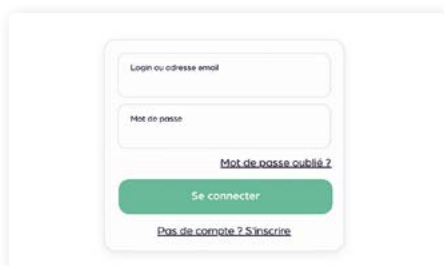 Login ou adresse email
Mot de passe
Mot de passe oublié ?
Se connecter
Pas de compte ? S'inscrire